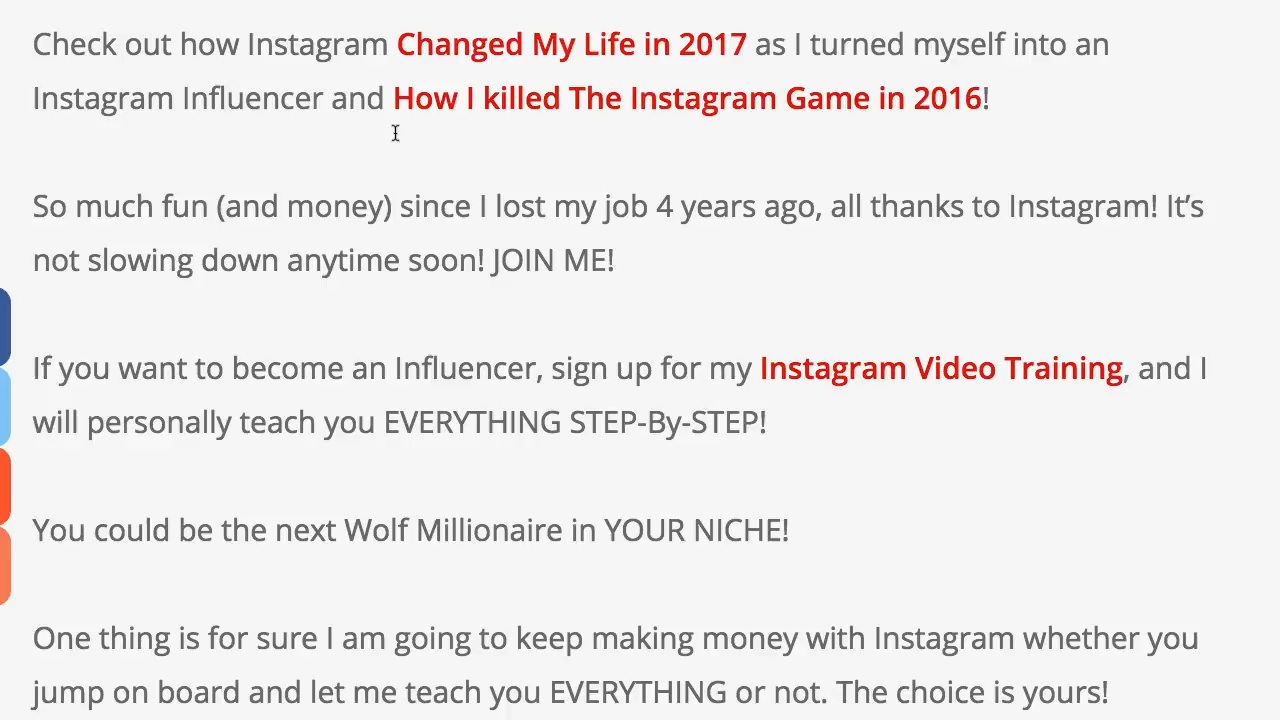 Check out how Instagram Changed My Life in 2017 as I turned myself into an
Instagram Influencer and How I killed The Instagram Game in 2016!
So much fun (and money) since I lost my job 4 years ago, all thanks to Instagram! It’s
not slowing down anytime soon! JOIN ME!
If you want to become an Influencer, sign up for my Instagram Video Training, and I
will personally teach you EVERYTHING STEP-By-STEP!
You could be the next Wolf Millionaire in YOUR NICHE!
One thing is for sure I am going to keep making money with Instagram whether you
jump on board and let me teach you EVERYTHING or not. The choice is yours!